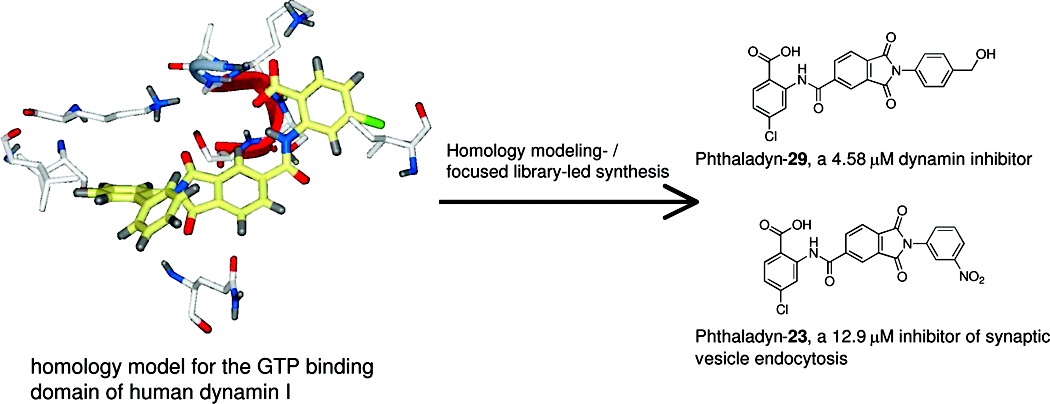 homology model for the GTP binding
domain of human dynamin I
Homology modeling- /
focused library-led synthesis
O
OH
H
N
O
O
N
O
OH
Cl
Phthaladyn-29, a 4.58 μM dynamin inhibitor
O
OH
H
N
O
O
N
O
NO2
Cl
Phthaladyn-23, a 12.9 μM inhibitor of synaptic
vesicle endocytosis